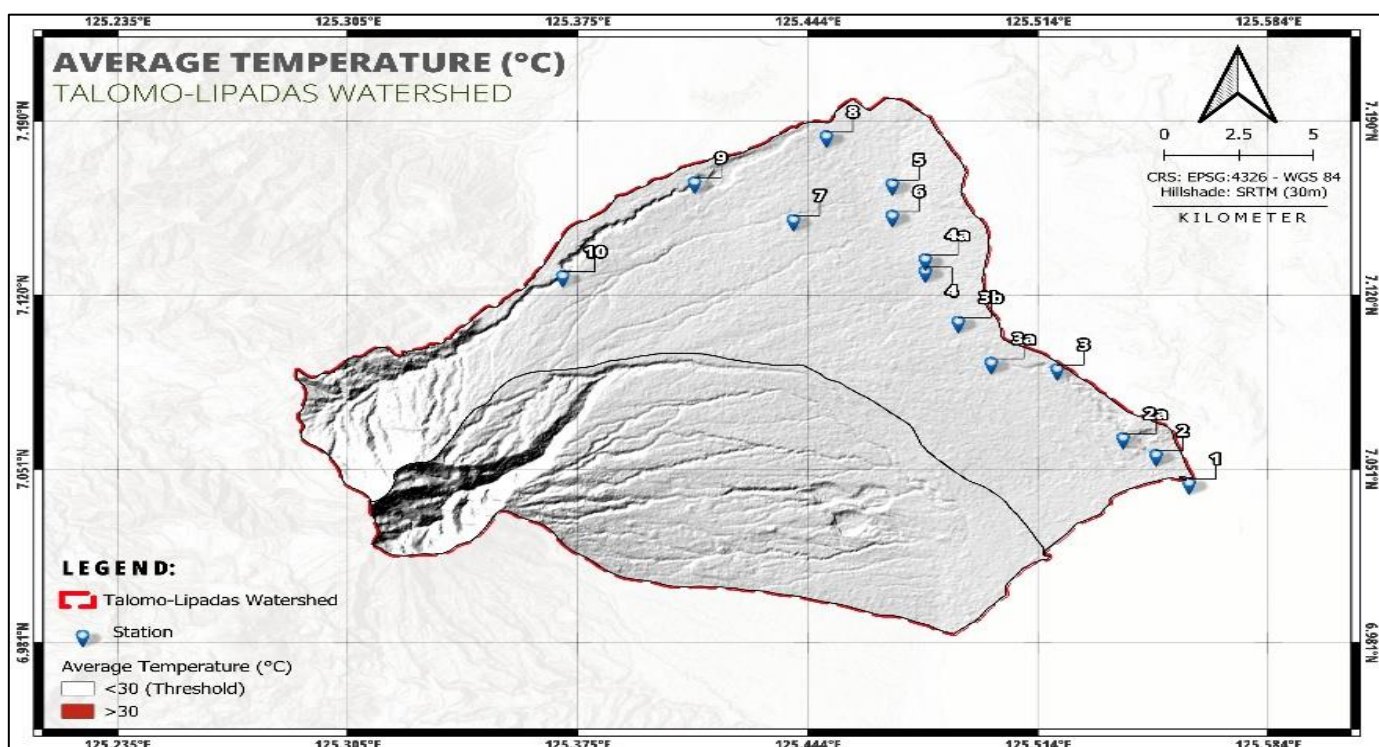 125.235°E 125.305°E 125.375°E 125.444°E 125.514°E 125.584°E
AVERAGE TEMPERATURE (°C)
TALOMO-LIPADAS WATERSHED
7.190°N 7.190°N
0 2.5 5
CRS: EPSG:4326 - WGS 84
Hillshade: SRTM (30m)
KILOMETER
8
9
5
7
6
4a
10
4
7.120°N 7.120°N
3b
3a
3
2a
2
1
7.051°N 7.051°N
LEGEND:
Talomo-Lipadas Watershed
Station
6.981°N 6.981°N
Average Temperature (°C)
<30 (Threshold)
>30
125.235°E 125.305°E 125.375°E 125.444°E 125.514°E 125.584°E